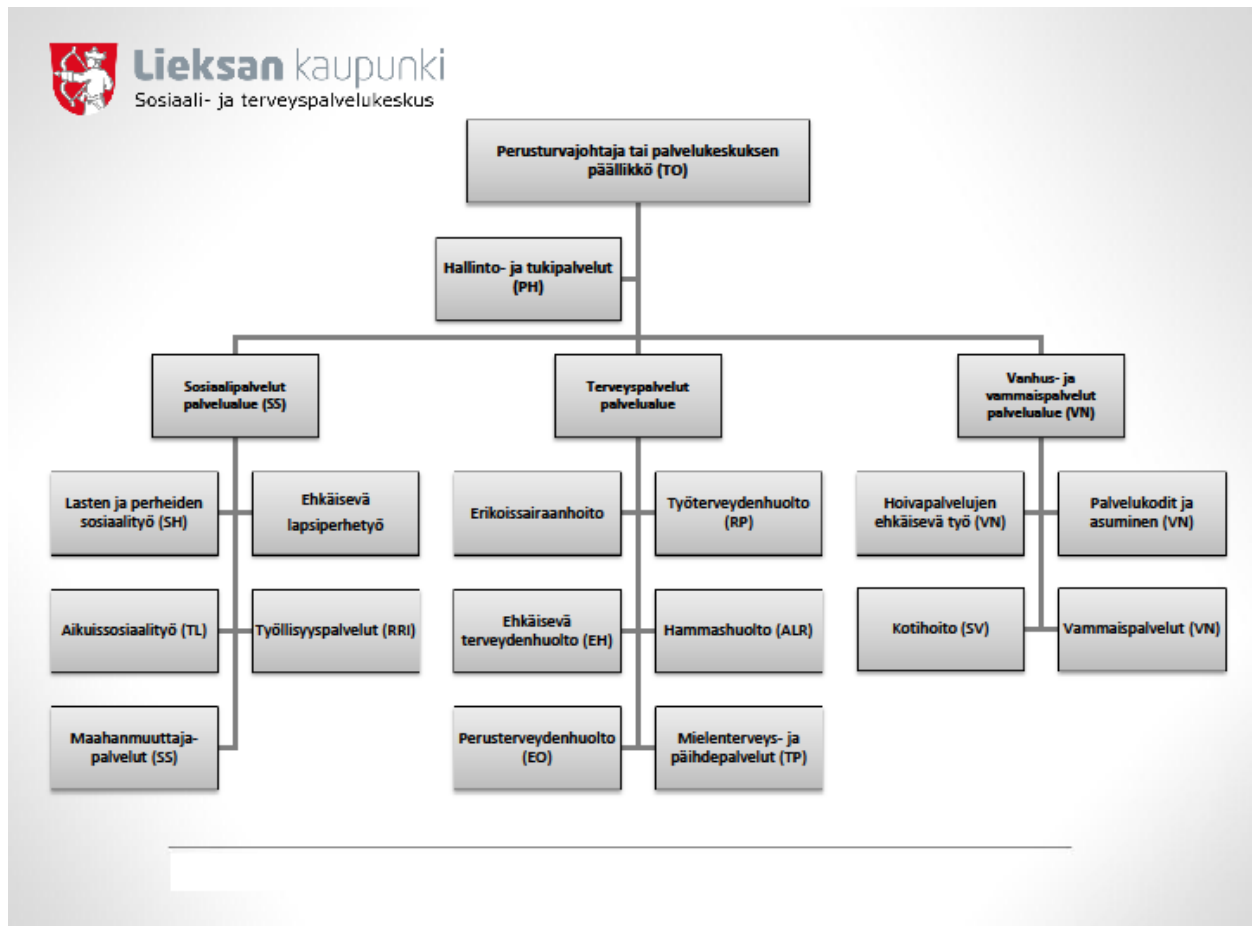 Lieksan kaupunki
Sosiaali- ja terveyspalvelukeskus
Perusturvajohtaja tai palvelukeskuksen
päällikkö (TO)
Hallinto- ja tukipalvelut
(PH)
Sosiaalipalvelut
palvelualue (SS)
Terveyspalvelut
palvelualue
Vanhus- ja
vammaispalvelut
palvelualue (VN)
Lasten ja perheiden
sosiaalityö (SH)
Ehkäisevä
lapsiperhetyö
Erikoissairaanhoito
Työterveydenhuolto
(RP)
Hoivapalvelujen
ehkäisevä työ (VN)
Palvelukodit ja
asuminen (VN)
Aikuissosiaalityö (TL)
Työllisyyspalvelut (RRI)
Ehkäisevä
terveydenhuolto (EH)
Hammashuolto (ALR)
Kotihoito (SV)
Vammaispalvelut (VN)
Maahanmuuttaja-
palvelut (SS)
Perusterveydenhuolto
(EO)
Mielenterveys- ja
päihdepalvelut (TP)